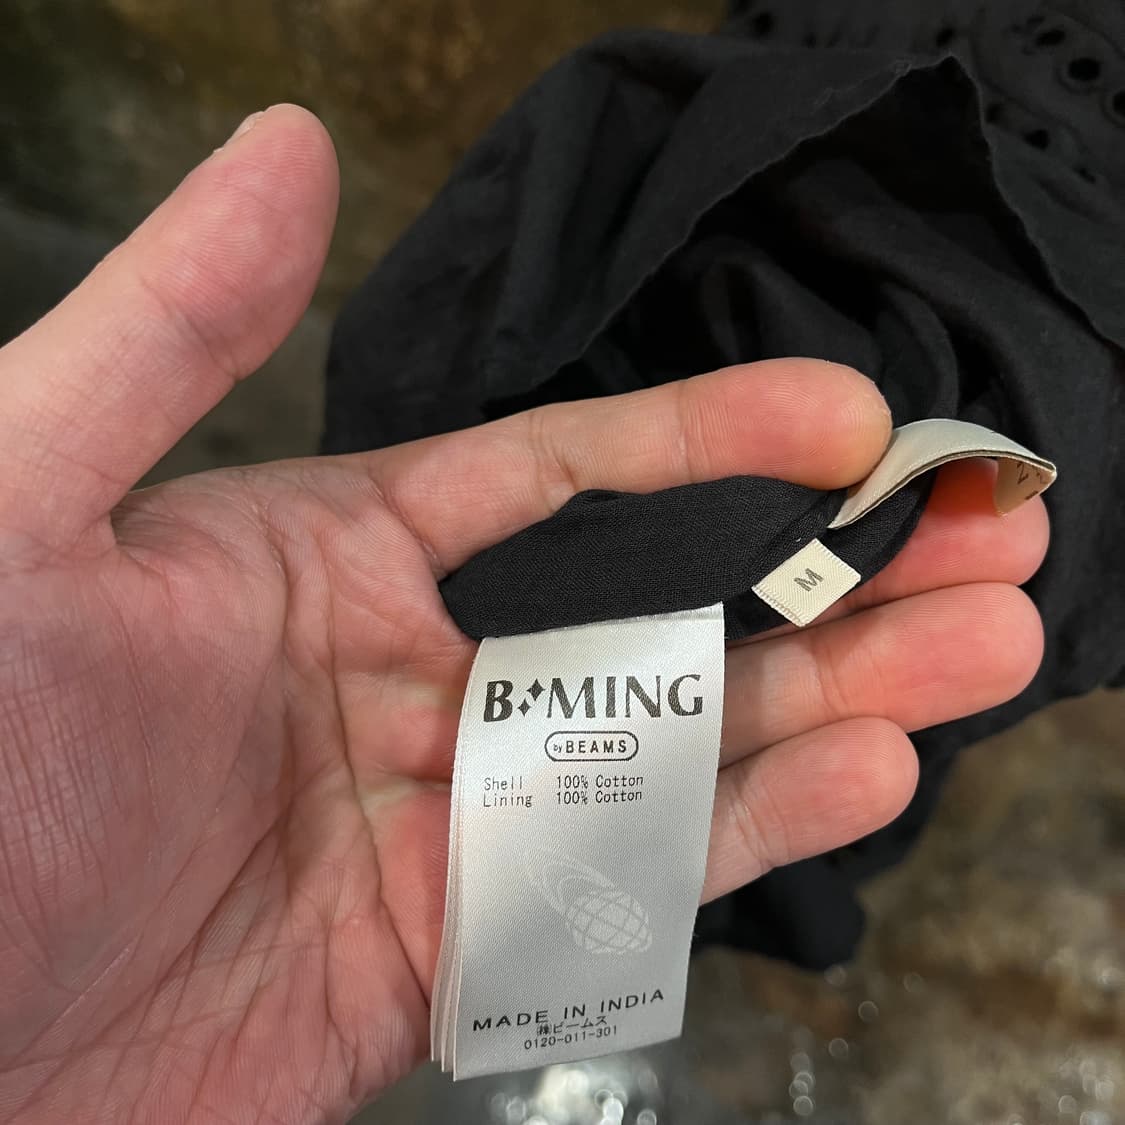 M
B MING
by BEAMS
Shell 100% Cotton
Lining 100% Cotton
MADE IN INDIA
㈱ビームス
0120-011-301